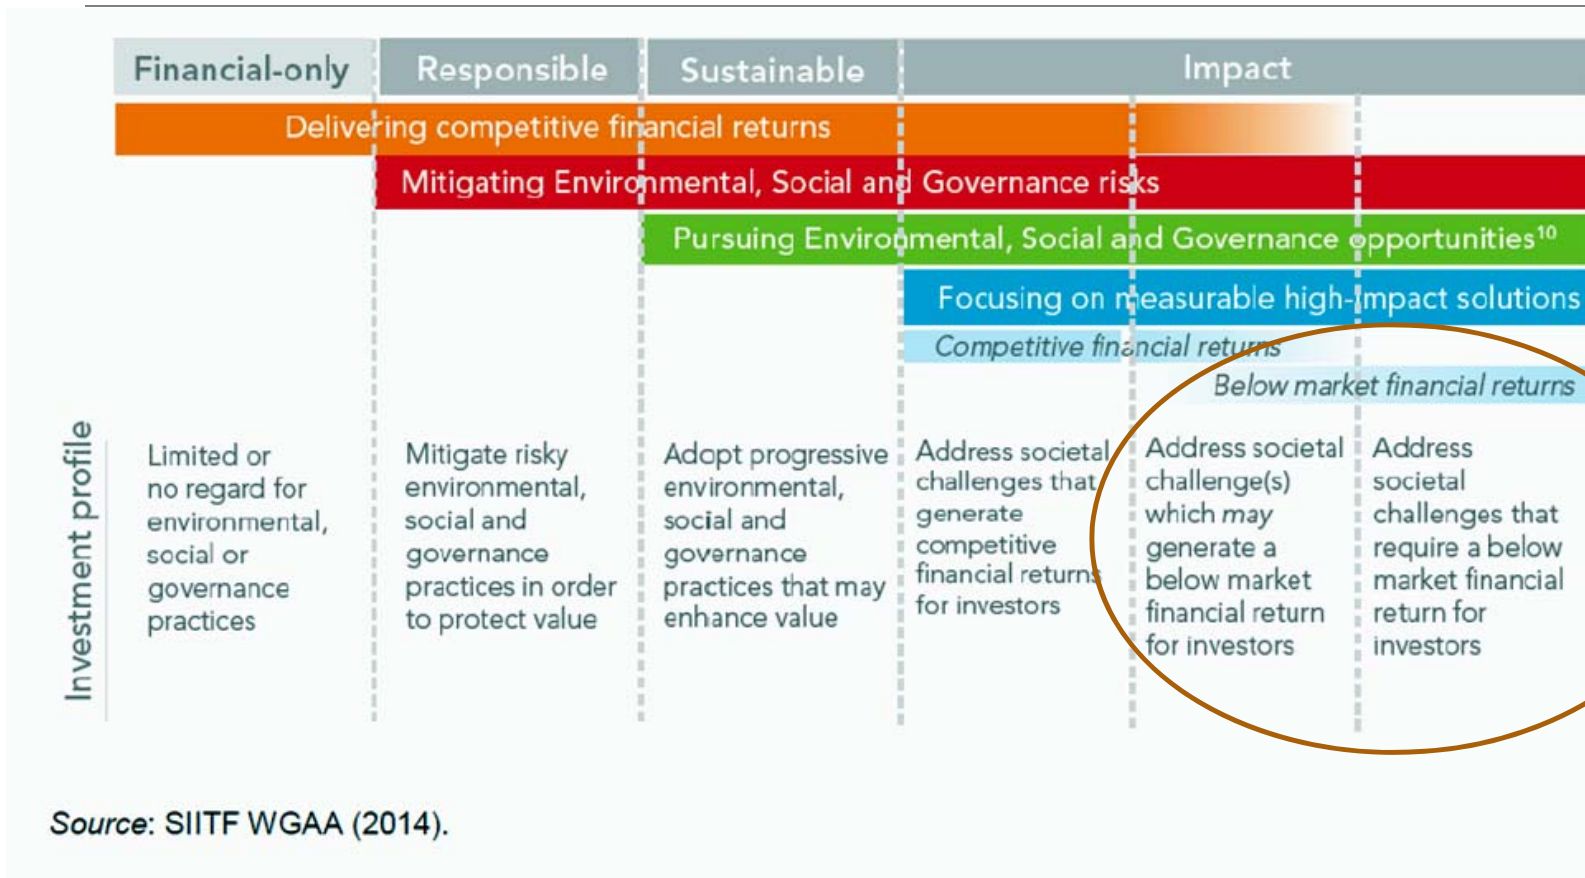 Financial-only
Responsible
Sustainable
Impact
Delivering competitive financial returns
Mitigating Environmental, Social and Governance risks
Pursuing Environmental, Social and Governance opportunities¹⁰
Focusing on measurable high-impact solutions
Competitive financial returns
Below market financial returns
Investment profile
Limited or
no regard for
environmental,
social or
governance
practices
Mitigate risky
environmental,
social and
governance
practices in order
to protect value
Adopt progressive
environmental,
social and
governance
practices that may
enhance value
Address societal
challenges that
generate
competitive
financial returns
for investors
Address societal
challenge(s)
which may
generate a
below market
financial return
for investors
Address
societal
challenges that
require a below
market financial
return for
investors
Source: SIITF WGAA (2014).